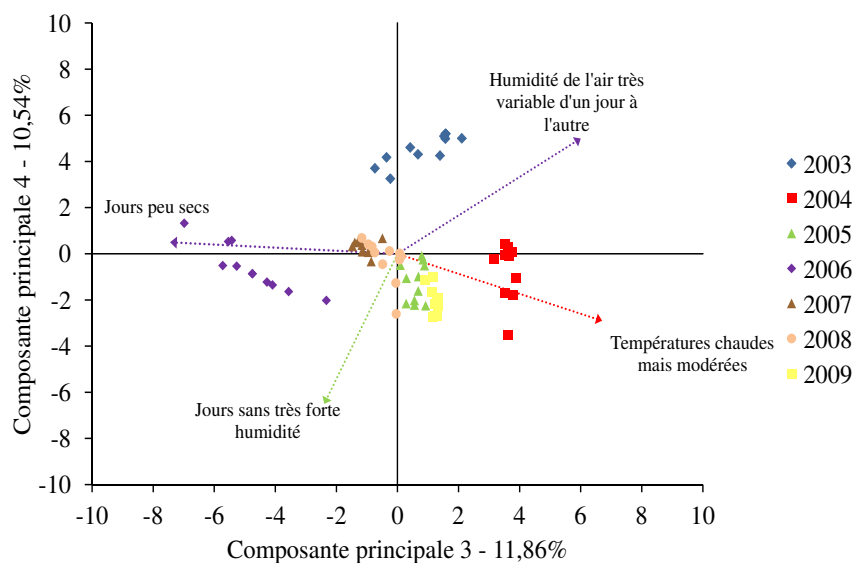 10
8
6
4
2
0
-2
-4
-6
-8
-10
-10
-8
-6
-4
-2
0
2
4
6
8
10
Composante principale 4 - 10,54%
Composante principale 3 - 11,86%
Humidité de l'air très
variable d'un jour à
l'autre
Jours peu secs
Températures chaudes
mais modérées
Jours sans très forte
humidité
2003
2004
2005
2006
2007
2008
2009